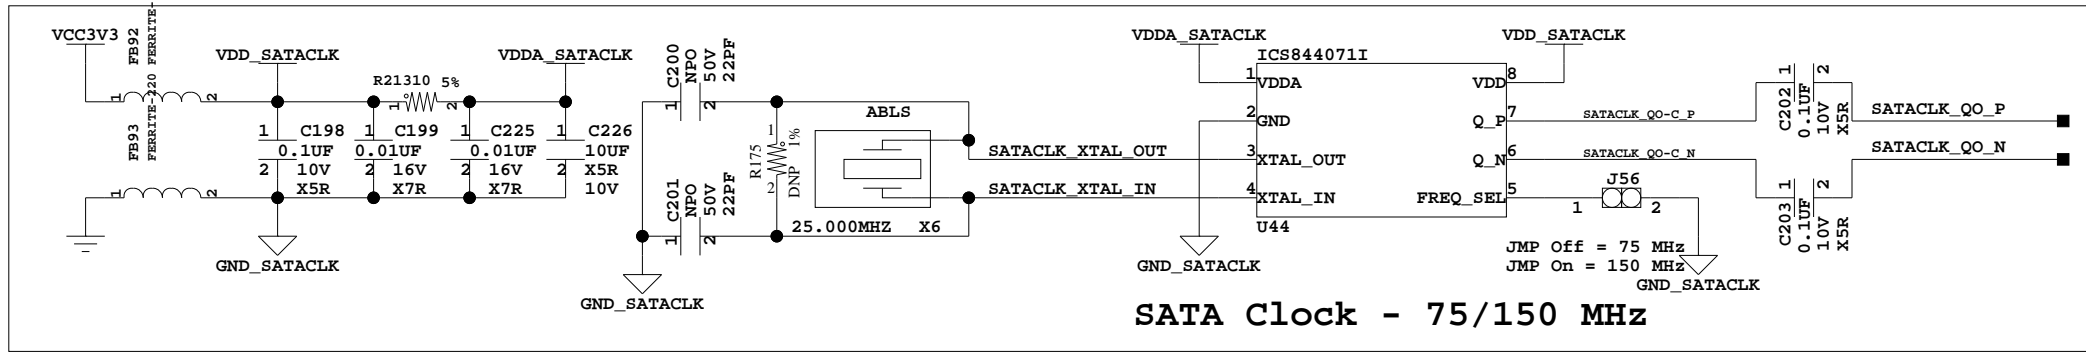 VCC3V3
FB92
FERRITE-
1
2
FB93
FERRITE-220
1
2
VDD_SATACLK
VDDA_SATACLK
R21310 5%
1
2
1
C198
0.1UF
2
10V
X5R
1
C199
0.01UF
2
16V
X7R
1
C225
0.01UF
2
16V
X7R
1
C226
10UF
2
X5R
10V
GND_SATACLK
C200
NPO
50V
22PF
1
2
C201
NPO
50V
22PF
1
2
GND_SATACLK
R175
1
2
DNP
1%
ABLS
25.000MHZ X6
SATACLK_XTAL_OUT
SATACLK_XTAL_IN
VDDA_SATACLK
GND_SATACLK
ICS844071I
1
VDDA
2
GND
3
XTAL_OUT
4
XTAL_IN
VDD
8
Q_P
7
Q_N
6
FREQ_SEL
5
U44
VDD_SATACLK
SATACLK_QO-C_P
SATACLK_QO-C_N
J56
1
2
JMP Off = 75 MHz
JMP On = 150 MHz
GND_SATACLK
1
2
C202
0.1UF
10V
X5R
1
2
C203
0.1UF
10V
X5R
SATACLK_QO_P
SATACLK_QO_N
SATA Clock - 75/150 MHz